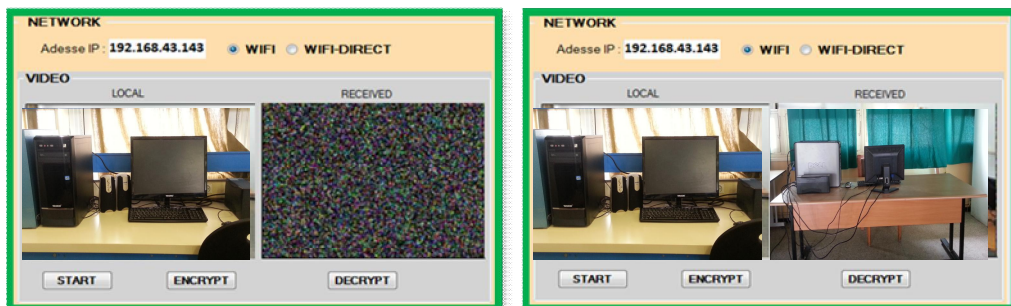 NETWORK
Adesse IP : 192.168.43.143 WIFI WIFI-DIRECT
VIDEO
LOCAL RECEIVED
START ENCRYPT DECRYPT
NETWORK
Adesse IP : 192.168.43.143 WIFI WIFI-DIRECT
VIDEO
LOCAL RECEIVED
START ENCRYPT DECRYPT